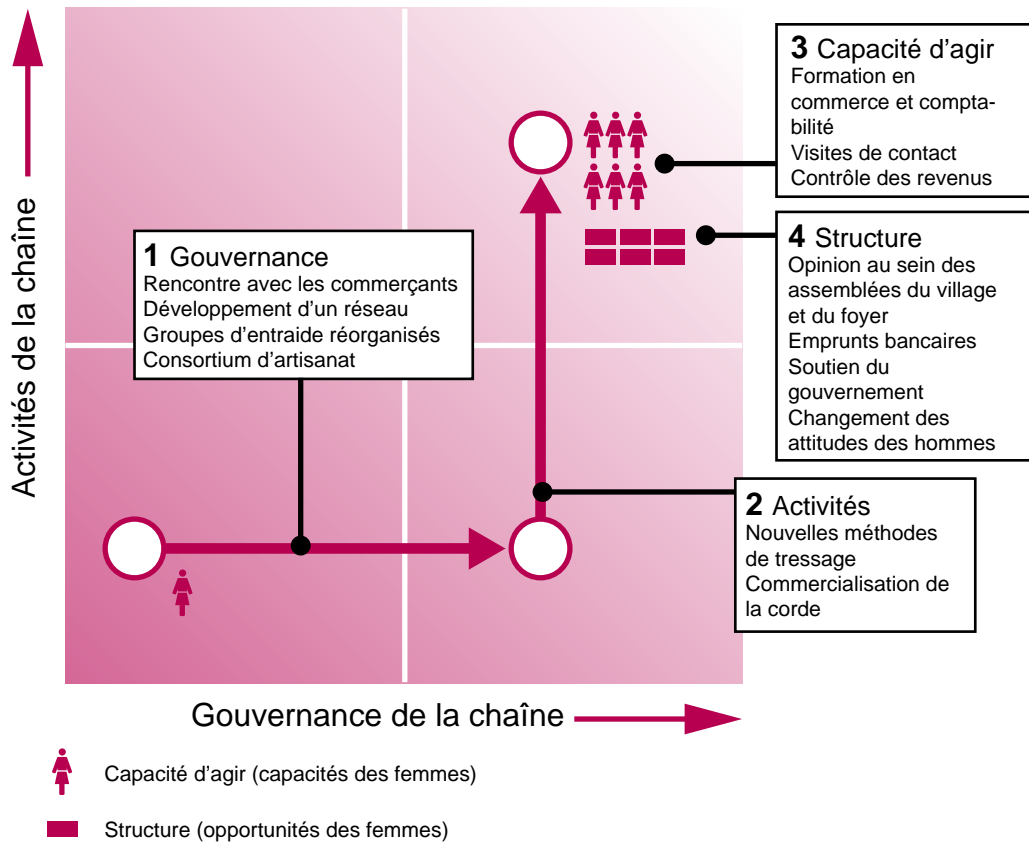 Activités de la chaîne
1 Gouvernance
Rencontre avec les commerçants
Développement d'un réseau
Groupes d'entraide réorganisés
Consortium d'artisanat
3 Capacité d'agir
Formation en
commerce et compta-
bilité
Visites de contact
Contrôle des revenus
4 Structure
Opinion au sein des
assemblées du village
et du foyer
Emprunts bancaires
Soutien du
gouvernement
Changement des
attitudes des hommes
2 Activités
Nouvelles méthodes
de tressage
Commercialisation de
la corde
Gouvernance de la chaîne
Capacité d'agir (capacités des femmes)
Structure (opportunités des femmes)